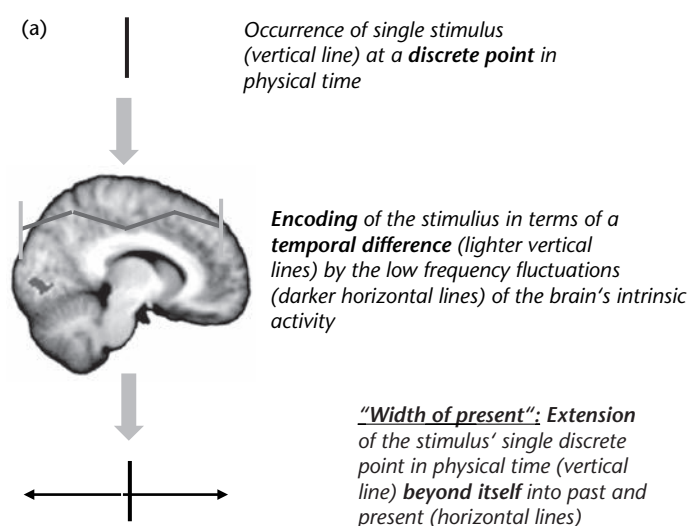 (a)
Occurrence of single stimulus
(vertical line) at a discrete point in
physical time
Encoding of the stimulius in terms of a
temporal difference (lighter vertical
lines) by the low frequency fluctuations
(darker horizontal lines) of the brain‘s intrinsic
activity
“Width of present“: Extension
of the stimulus‘ single discrete
point in physical time (vertical
line) beyond itself into past and
present (horizontal lines)